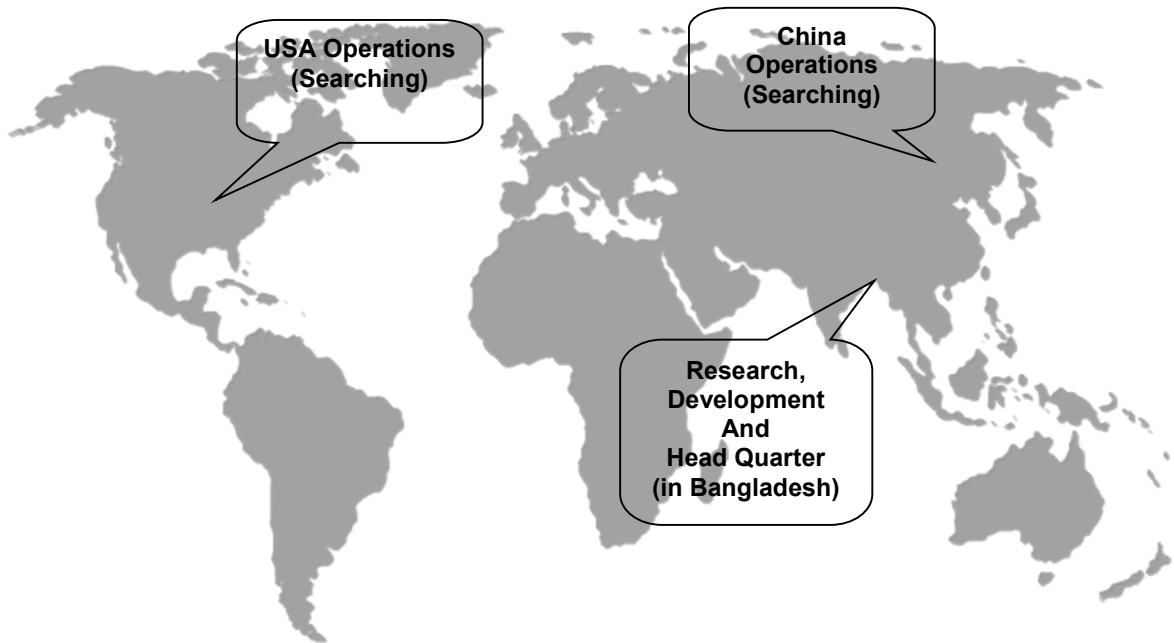 USA Operations
(Searching)
China
Operations
(Searching)
Research,
Development
And
Head Quarter
(in Bangladesh)